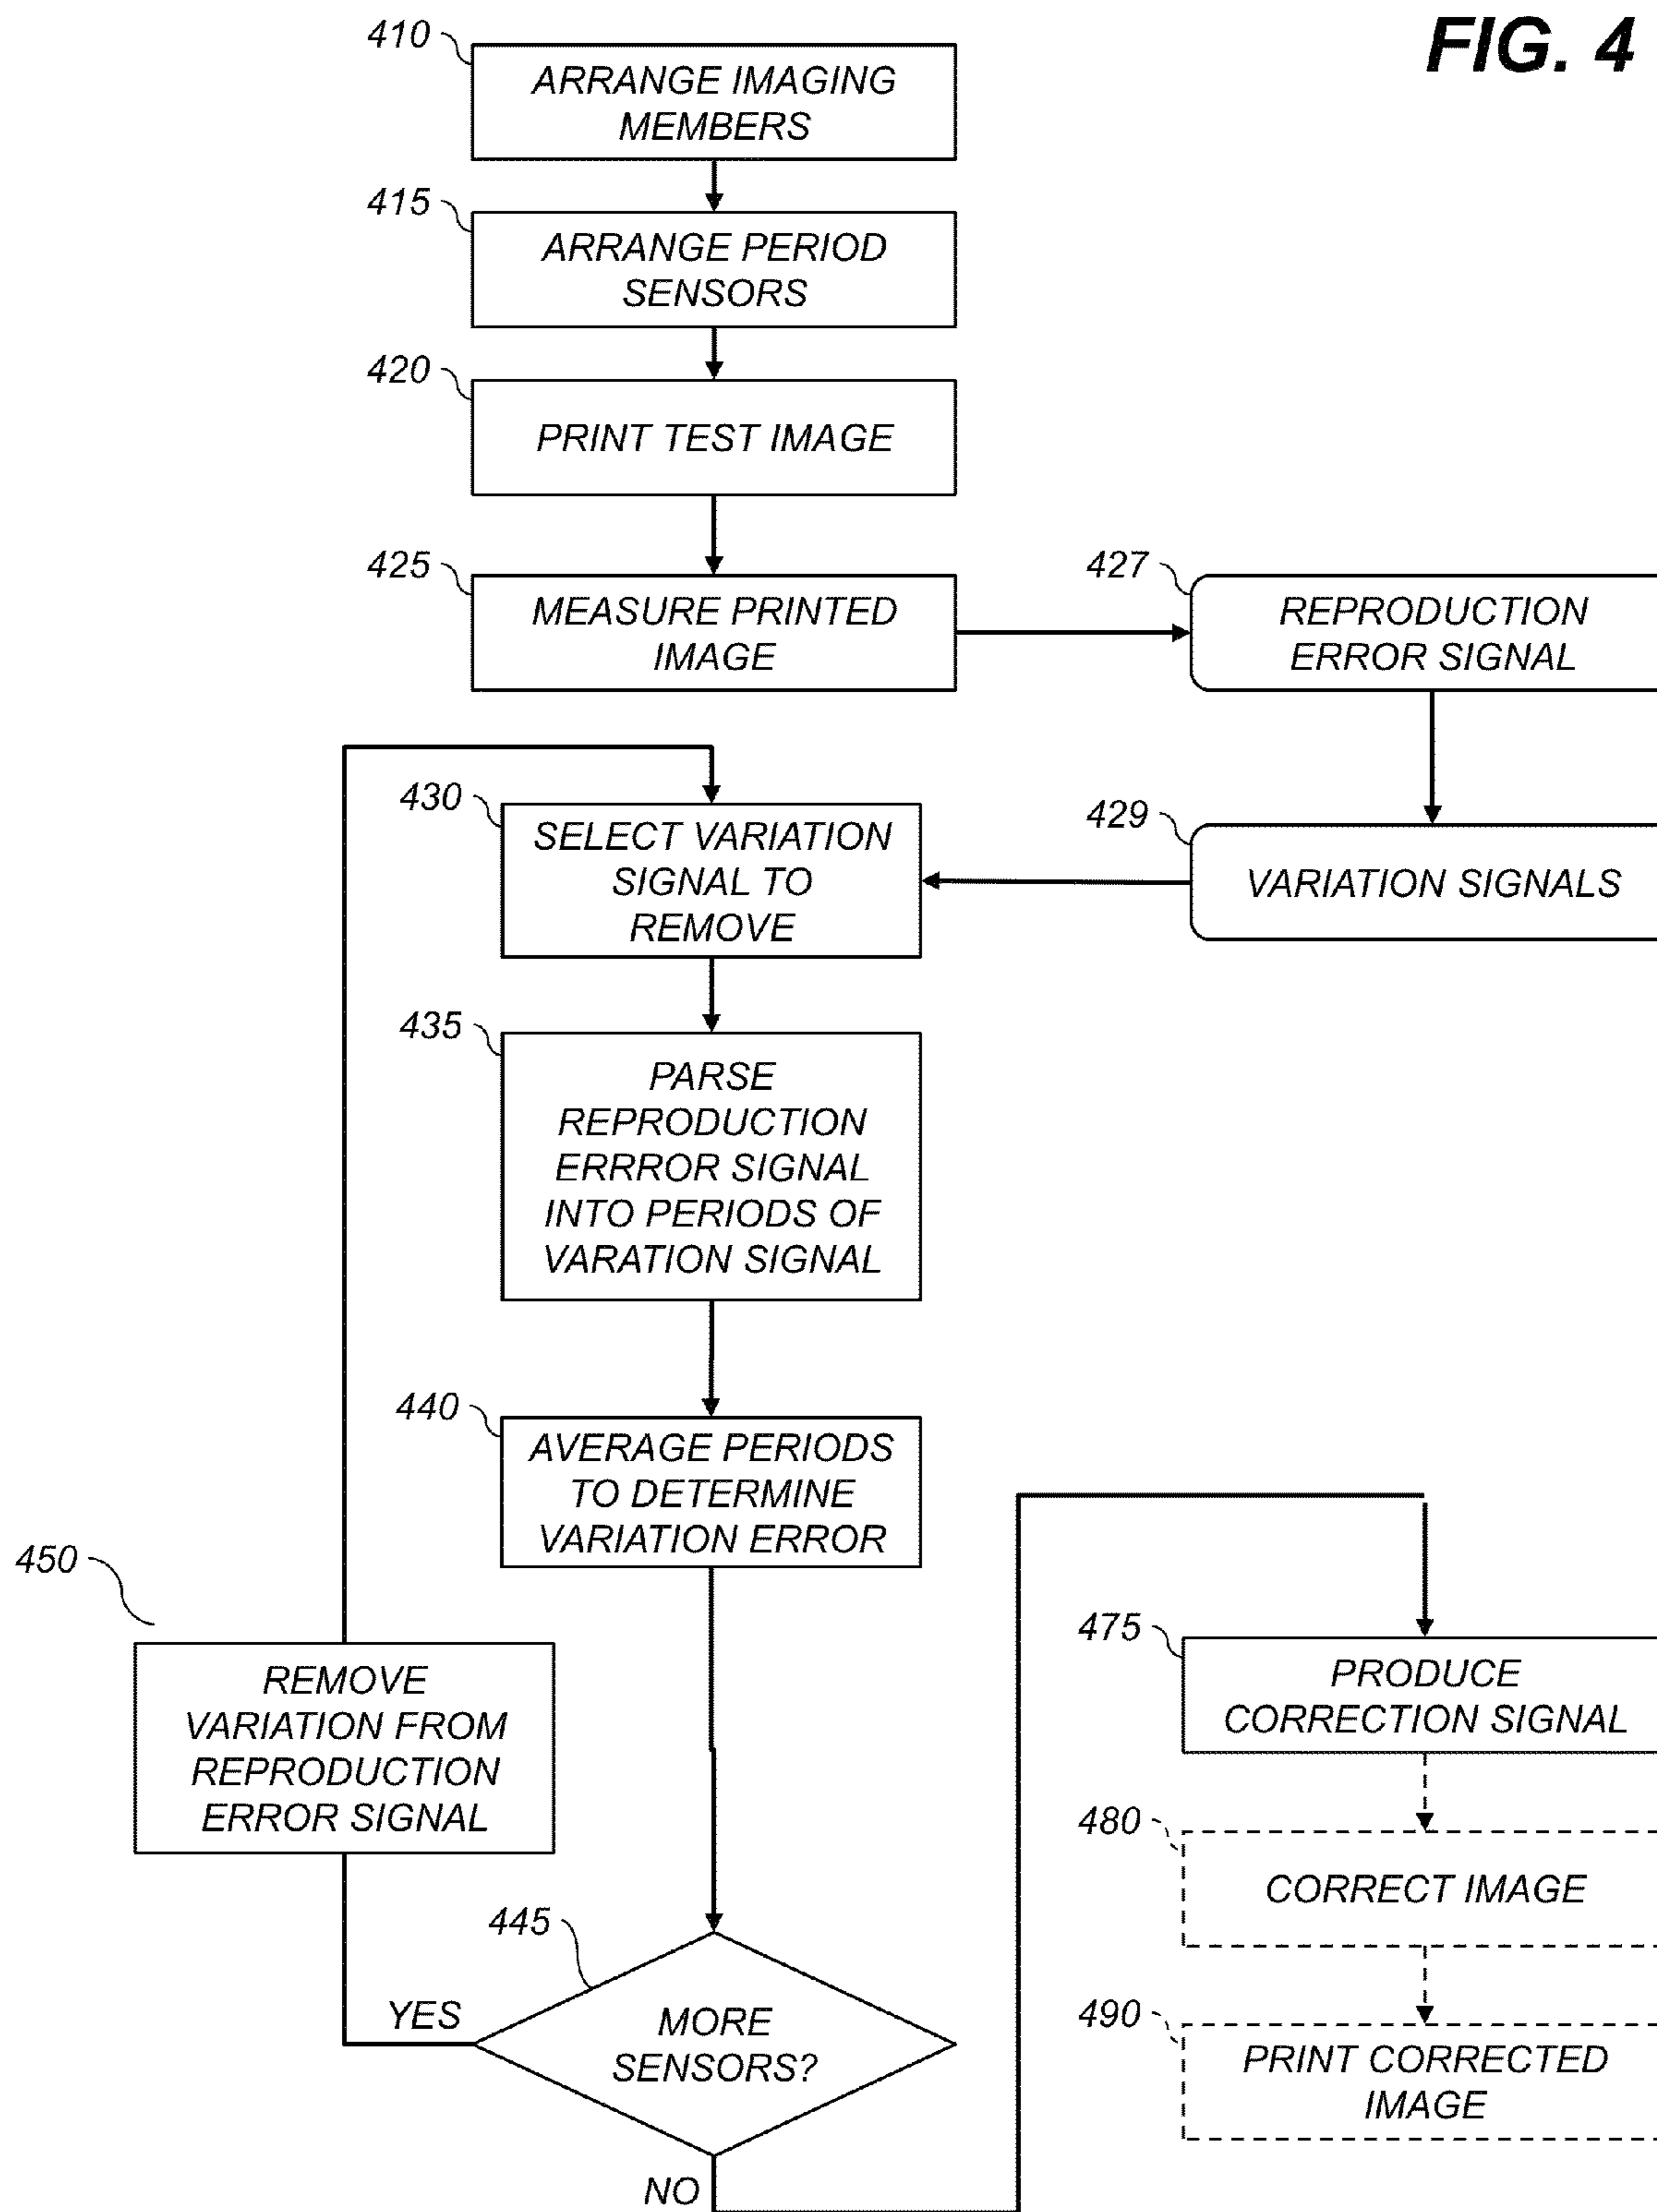 FIG. 4
410
ARRANGE IMAGING
MEMBERS
415
ARRANGE PERIOD
SENSORS
420
PRINT TEST IMAGE
425
MEASURE PRINTED
IMAGE
427
REPRODUCTION
ERROR SIGNAL
429
VARIATION SIGNALS
430
SELECT VARIATION
SIGNAL TO
REMOVE
435
PARSE
REPRODUCTION
ERRROR SIGNAL
INTO PERIODS OF
VARATION SIGNAL
440
AVERAGE PERIODS
TO DETERMINE
VARIATION ERROR
450
REMOVE
VARIATION FROM
REPRODUCTION
ERROR SIGNAL
445
MORE
SENSORS?
YES
NO
475
PRODUCE
CORRECTION SIGNAL
480
CORRECT IMAGE
490
PRINT CORRECTED
IMAGE